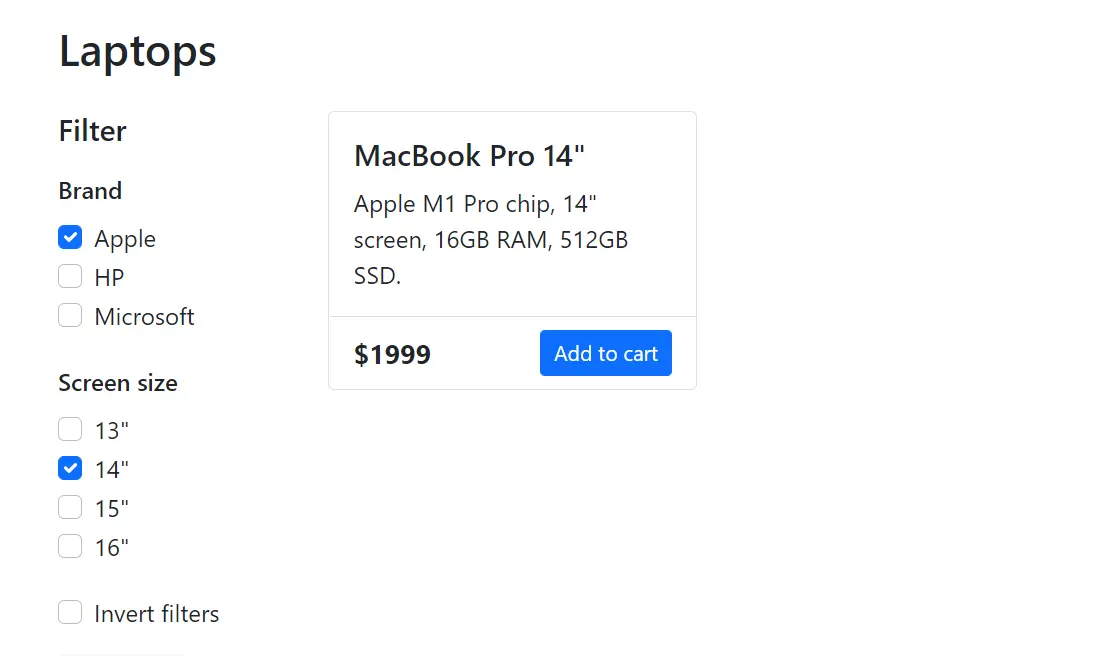 Laptops
Filter
Brand
Apple
HP
Microsoft
Screen size
13"
14"
15"
16"
Invert filters
MacBook Pro 14"
Apple M1 Pro chip, 14"
screen, 16GB RAM, 512GB
SSD.
$1999
Add to cart